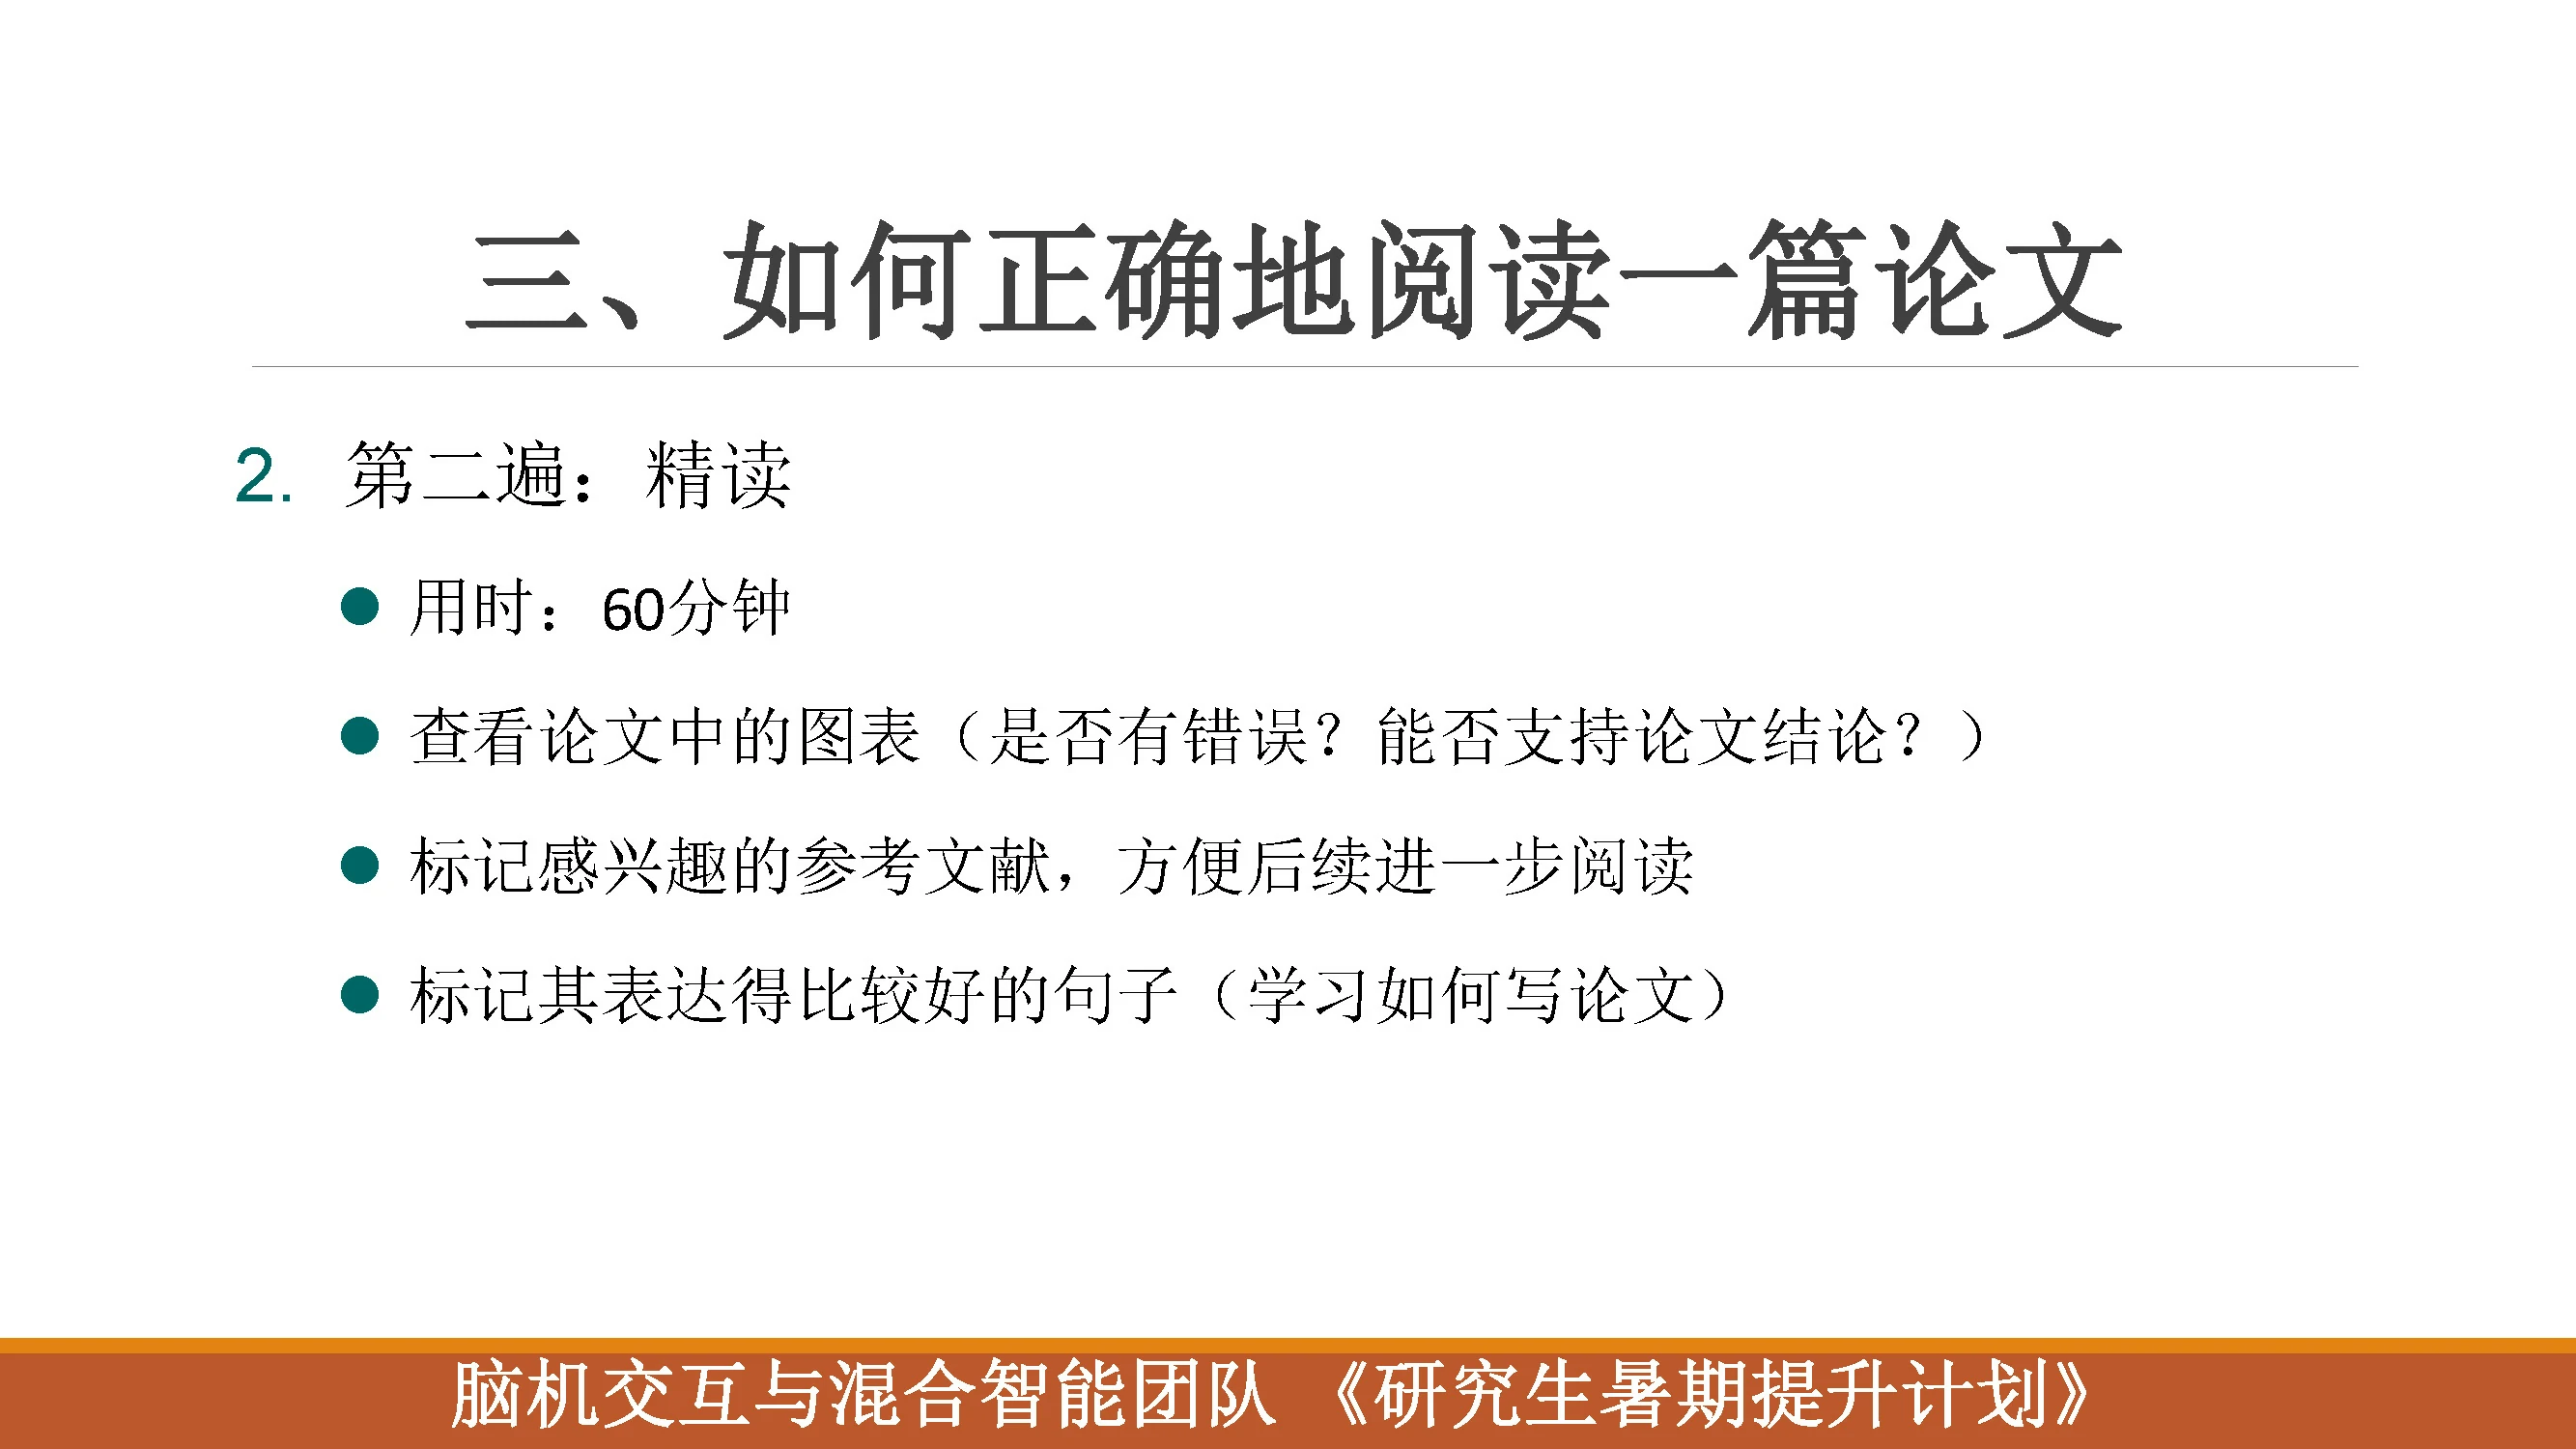 三、如何正确地阅读一篇论文
2. 第二遍：精读
● 用时：60分钟
● 查看论文中的图表（是否有错误？能否支持论文结论？）
● 标记感兴趣的参考文献，方便后续进一步阅读
● 标记其表达得比较好的句子（学习如何写论文）
脑机交互与混合智能团队 《研究生暑期提升计划》